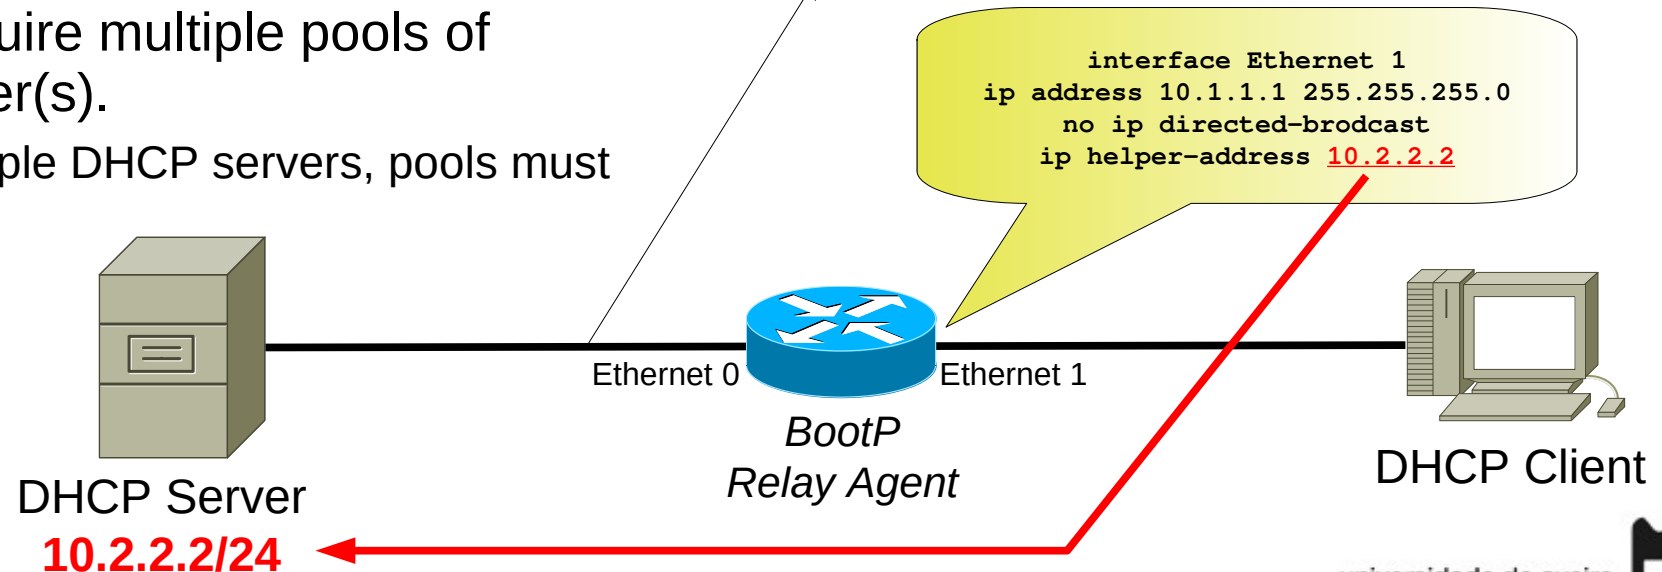 uire multiple pools of
er(s).
ple DHCP servers, pools must
interface Ethernet 1
ip address 10.1.1.1 255.255.255.0
no ip directed-brodcast
ip helper-address 10.2.2.2
Ethernet 0
Ethernet 1
BootP
Relay Agent
DHCP Client
DHCP Server
10.2.2.2/24